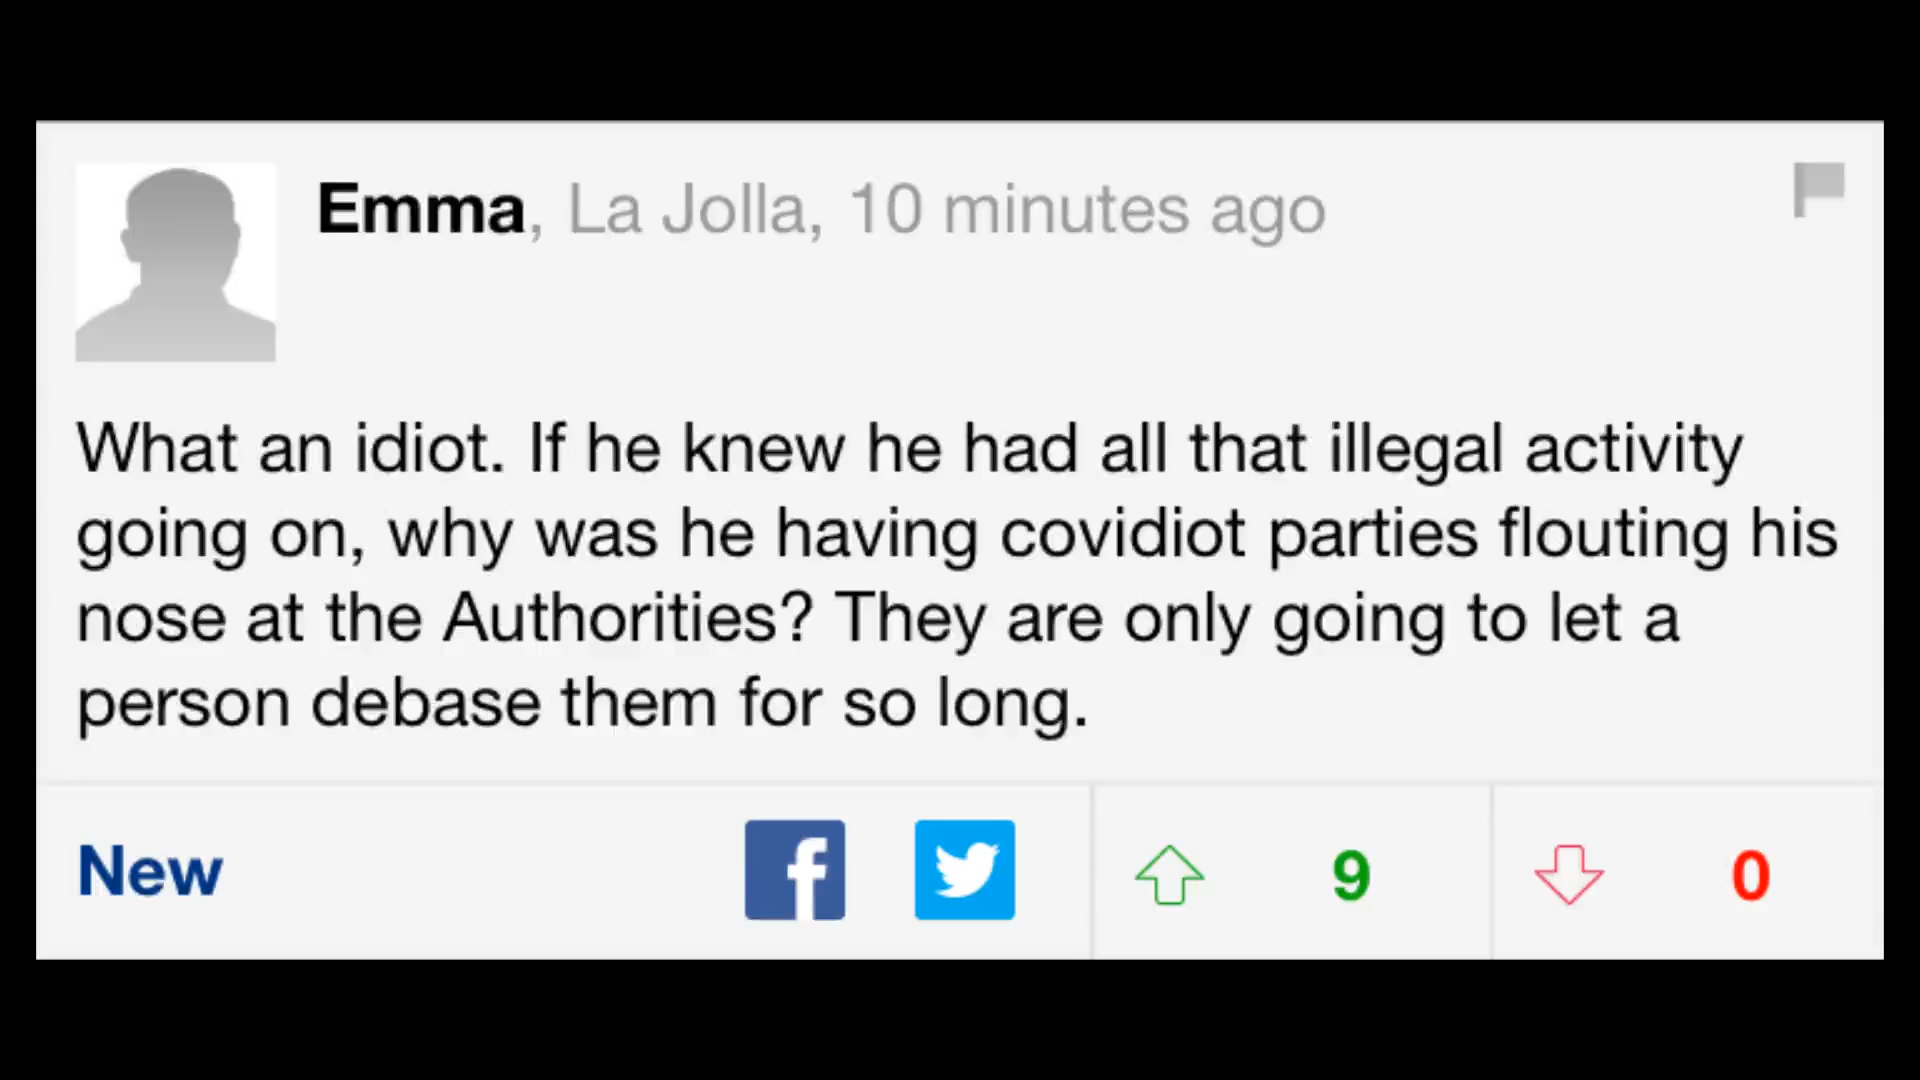 Emma, La Jolla, 10 minutes ago
What an idiot. If he knew he had all that illegal activity
going on, why was he having covidiot parties flouting his
nose at the Authorities? They are only going to let a
person debase them for so long.
New f 9 0